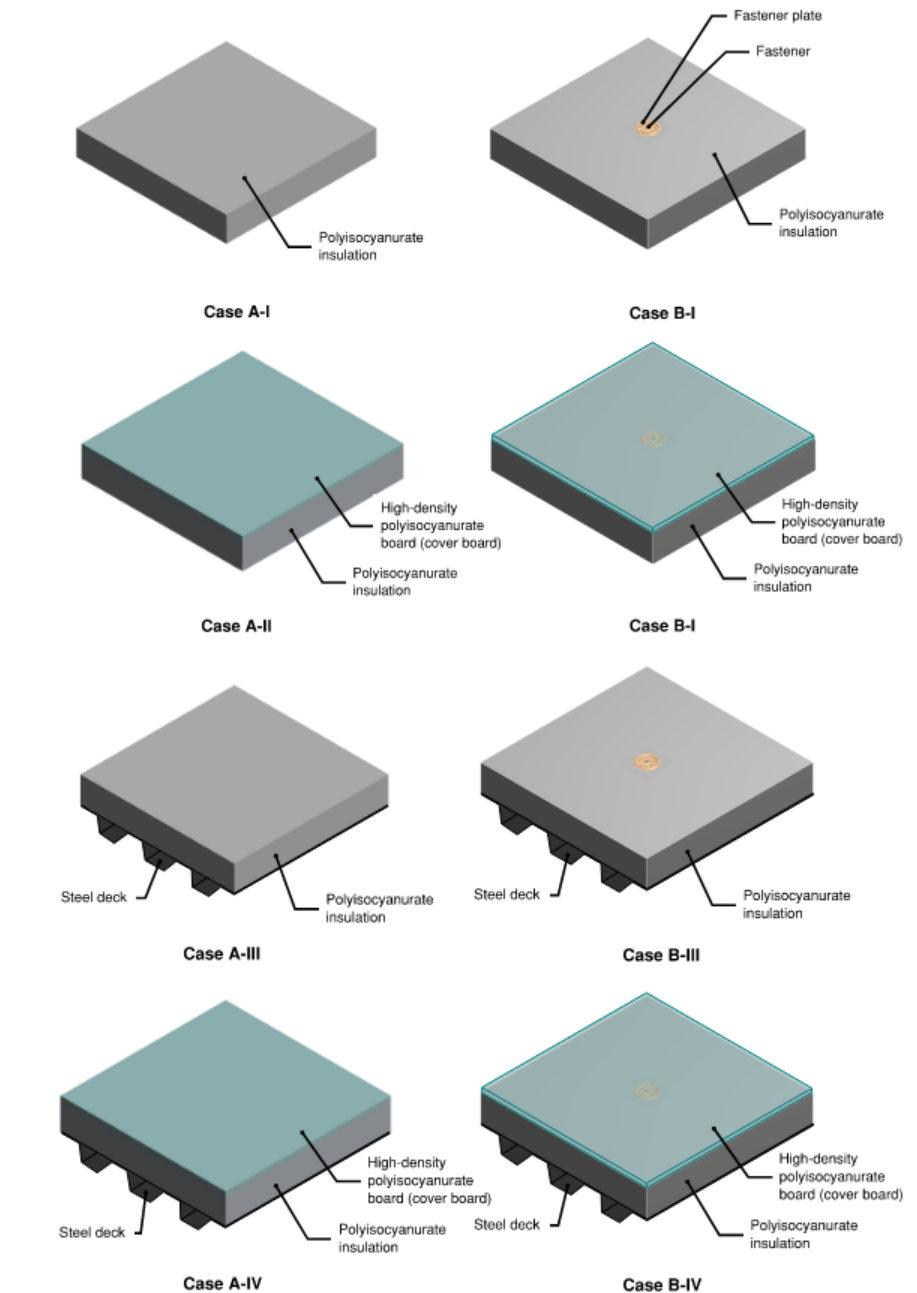 Fastener plate
Fastener
Polyisocyanurate
insulation
Polyisocyanurate
insulation
Case A-I
Case B-I
High-density
polyisocyanurate
board (cover board)
Polyisocyanurate
insulation
High-density
polyisocyanurate
board (cover board)
Polyisocyanurate
insulation
Case A-II
Case B-I
Steel deck
Polyisocyanurate
insulation
Steel deck
Polyisocyanurate
insulation
Case A-III
Case B-III
High-density
polyisocyanurate
board (cover board)
Steel deck
Polyisocyanurate
insulation
High-density
polyisocyanurate
board (cover board)
Steel deck
Polyisocyanurate
insulation
Case A-IV
Case B-IV